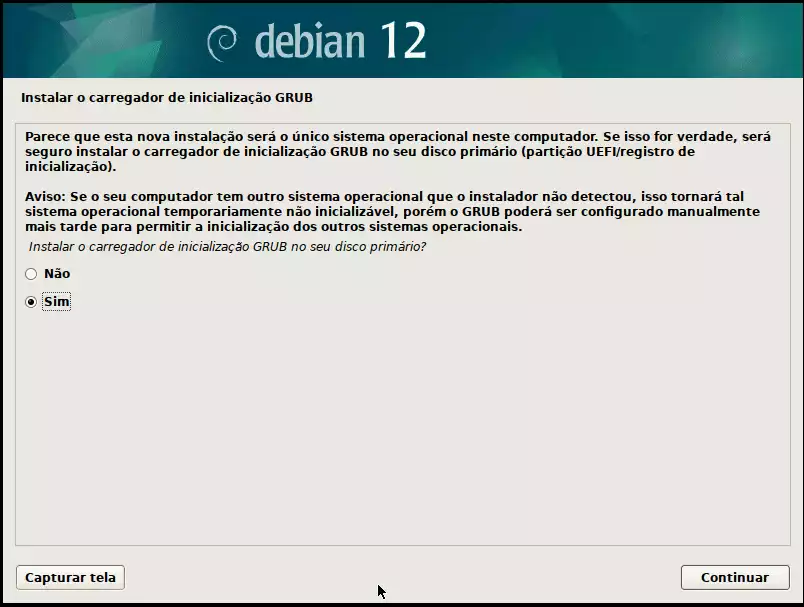 debian 12
Instalar o carregador de inicialização GRUB
Parece que esta nova instalação será o único sistema operacional neste computador. Se isso for verdade, será
seguro instalar o carregador de inicialização GRUB no seu disco primário (partição UEFI/registro de
inicialização).
Aviso: Se o seu computador tem outro sistema operacional que o instalador não detectou, isso tornará tal
sistema operacional temporariamente não inicializável, porém o GRUB poderá ser configurado manualmente
mais tarde para permitir a inicialização dos outros sistemas operacionais.
Instalar o carregador de inicialização GRUB no seu disco primário?
Não
Sim
Capturar tela
Continuar